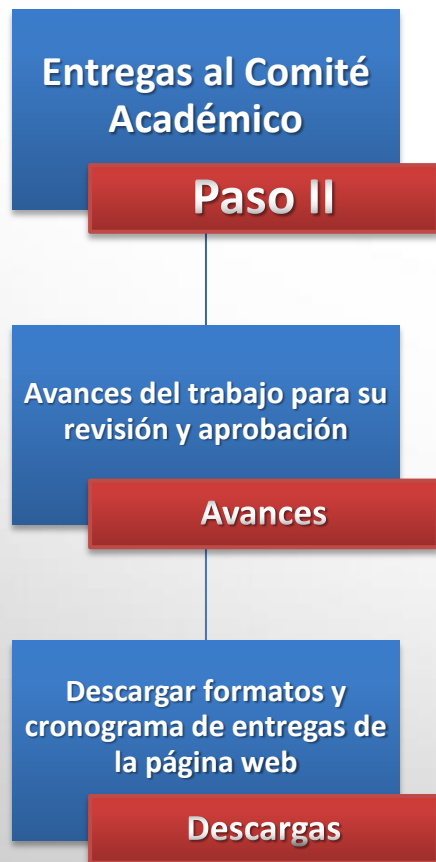 Entregas al Comité
Académico
Paso II
Avances del trabajo para su
revisión y aprobación
Avances
Descargar formatos y
cronograma de entregas de
la página web
Descargas